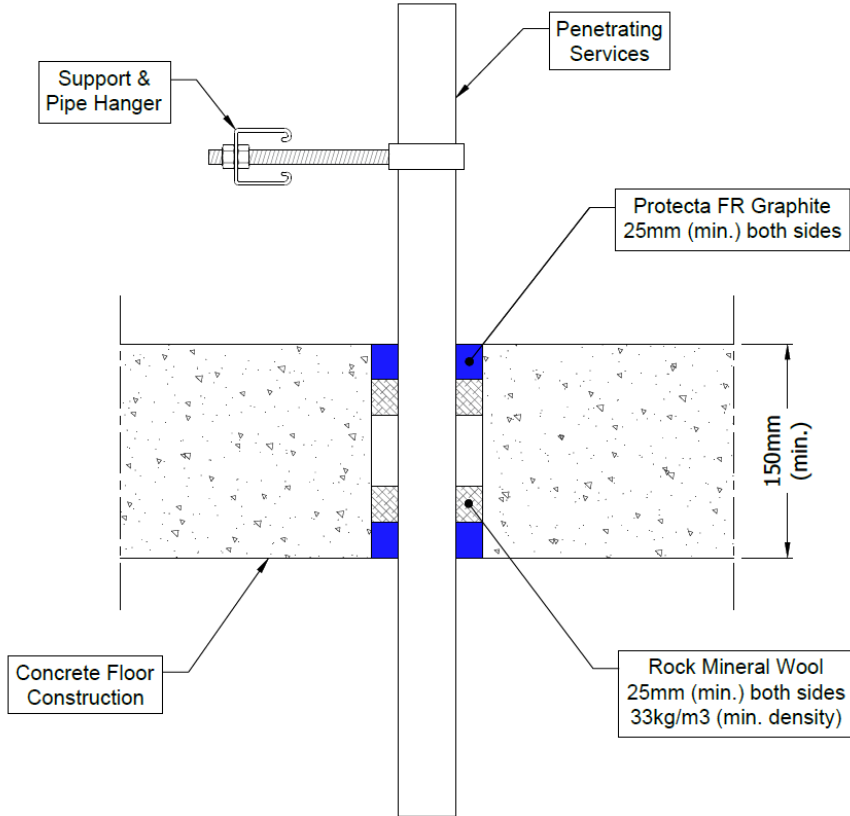 Penetrating
Services
Support &
Pipe Hanger
Protecta FR Graphite
25mm (min.) both sides
150mm
(min.)
Concrete Floor
Construction
Rock Mineral Wool
25mm (min.) both sides
33kg/m3 (min. density)